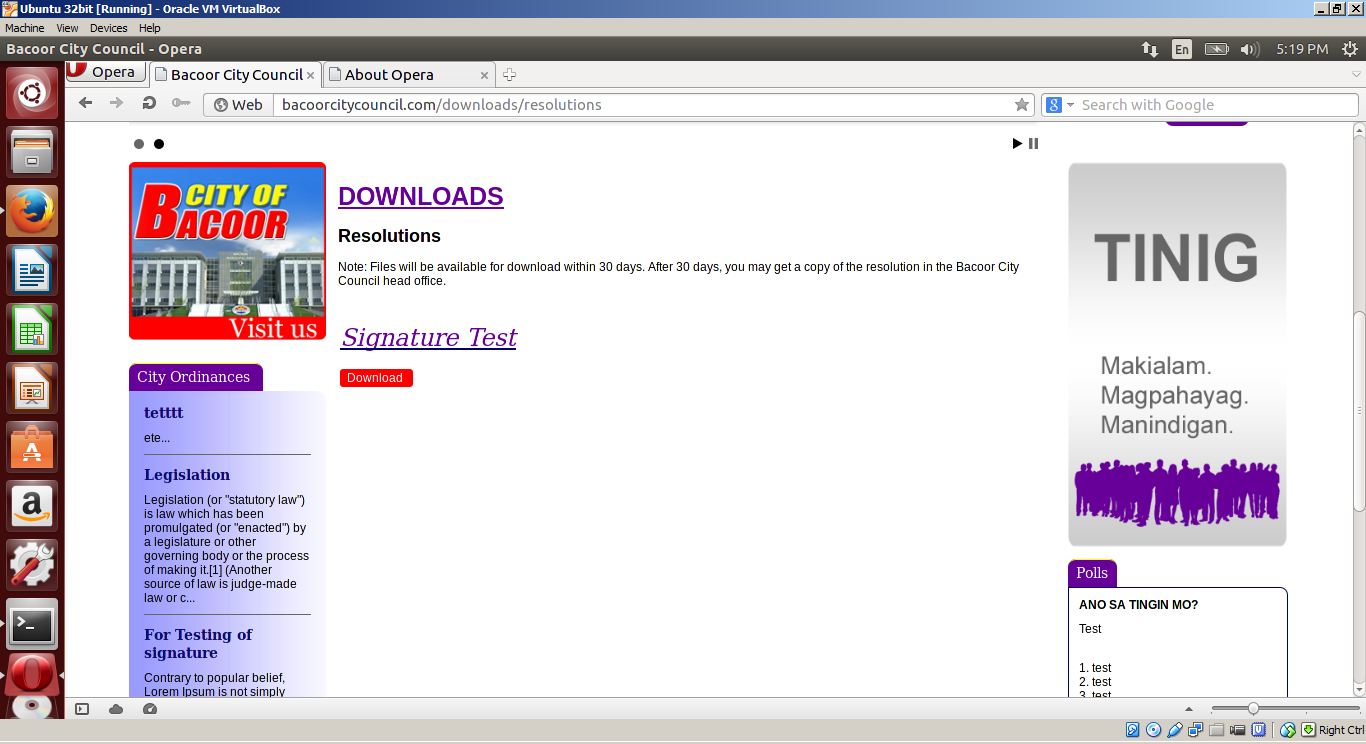 Ubuntu 32bit [Running] - Oracle VM VirtualBox
Machine View Devices Help
Bacoor City Council - Opera
En
5:19 PM
Opera
Bacoor City Council
About Opera
Web
bacoorcitycouncil.com/downloads/resolutions
Search with Google
CITY OF
BACOOR
Visit us
DOWNLOADS
Resolutions
Note: Files will be available for download within 30 days. After 30 days, you may get a copy of the resolution in the Bacoor City
Council head office.
Signature Test
Download
City Ordinances
tetttt
ete...
Legislation
Legislation (or "statutory law")
is law which has been
promulgated (or "enacted") by
a legislature or other
governing body or the process
of making it.[1] (Another
source of law is judge-made
law or c...
For Testing of
signature
Contrary to popular belief,
Lorem Ipsum is not simply
TINIG
Makialam.
Magpahayag.
Manindigan.
Polls
ANO SA TINGIN MO?
Test
1. test
2. test
3. test
Right Ctrl